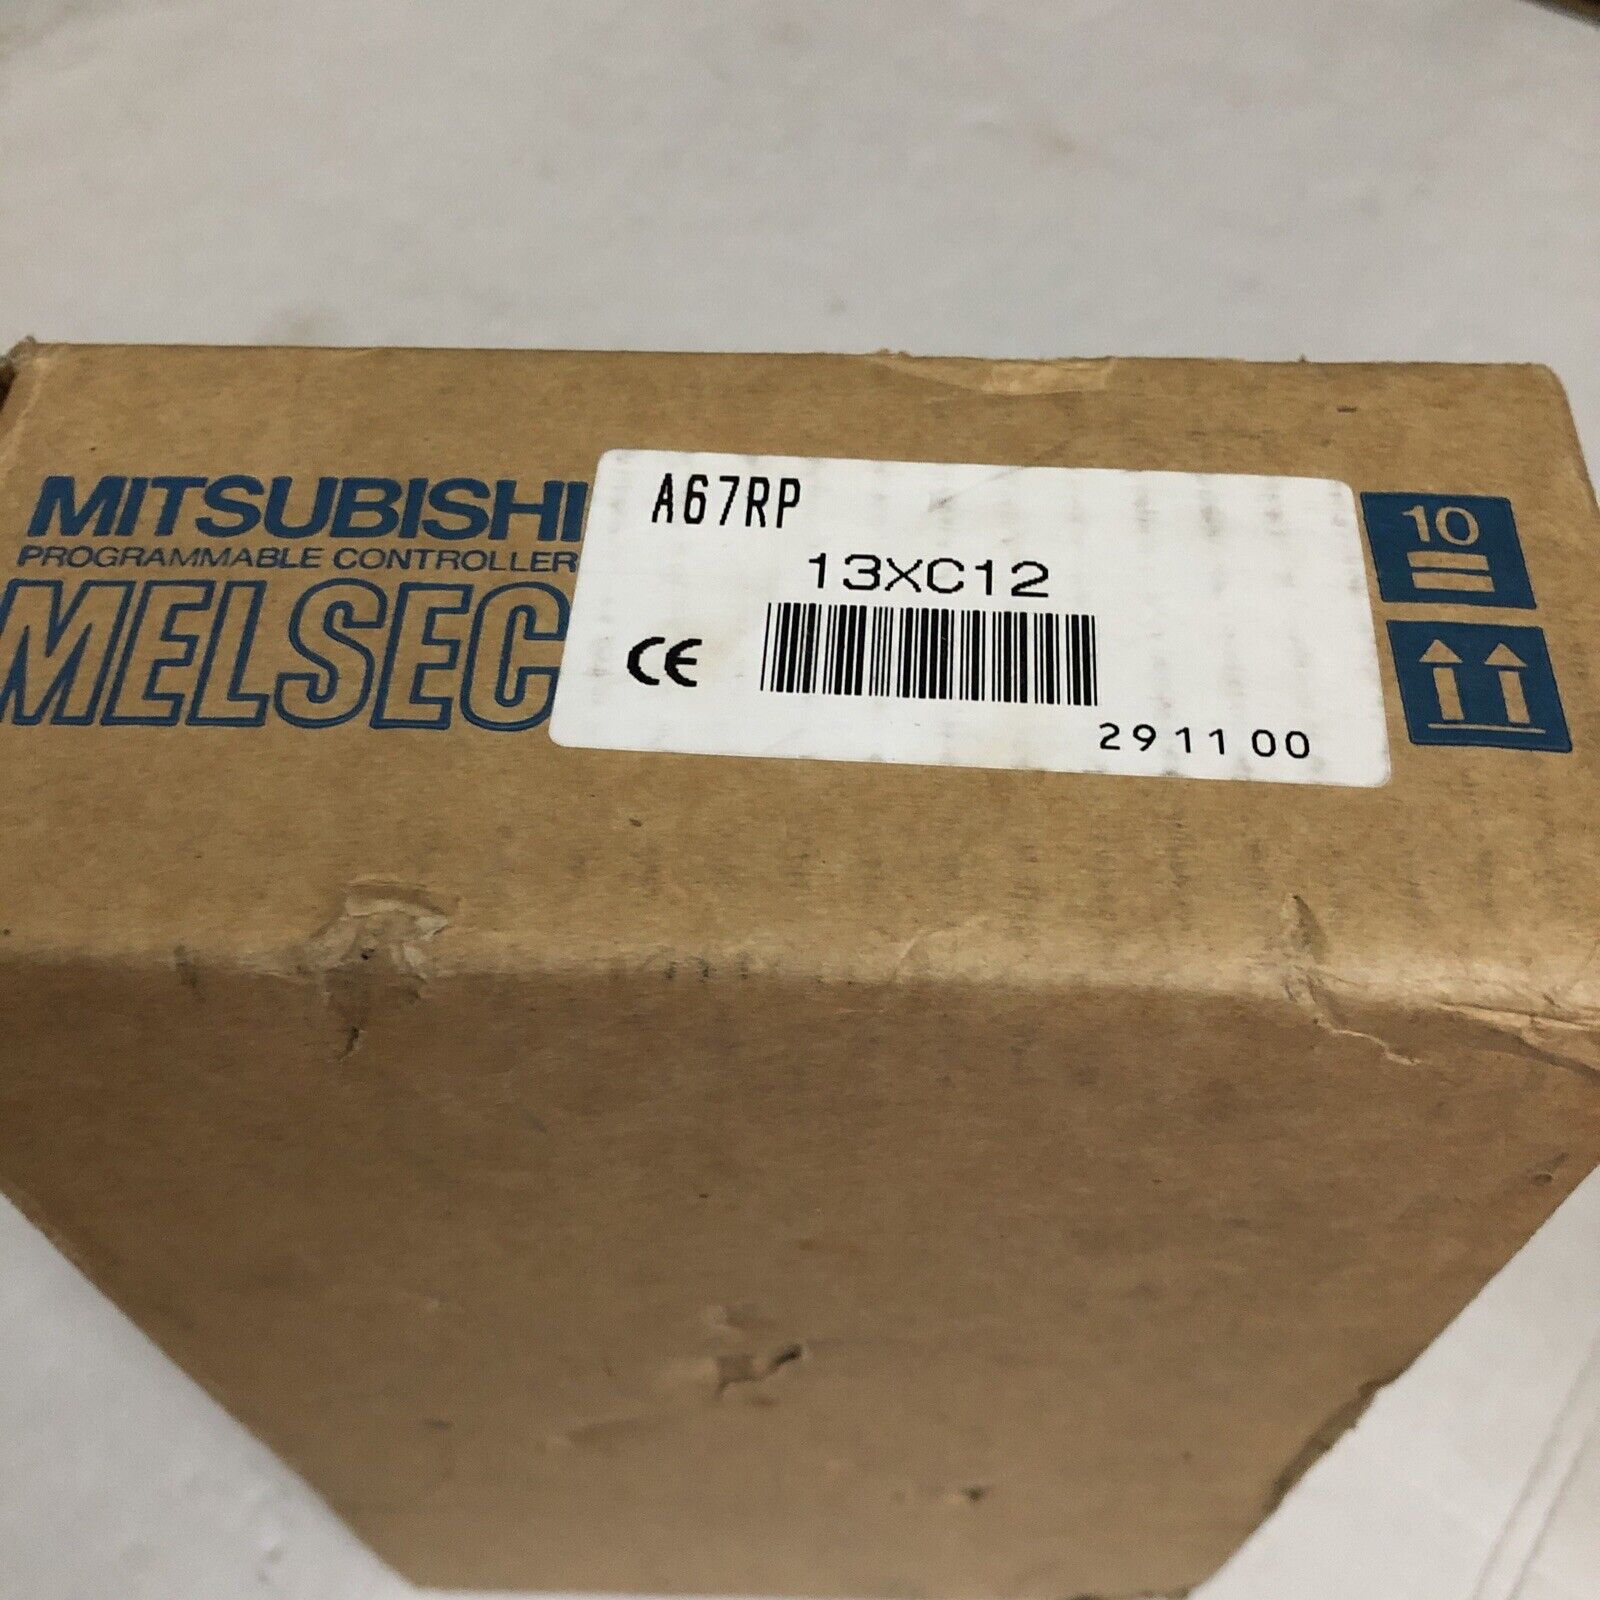 MITSUBISHI
PROGRAMMABLE CONTROLLER
MELSEC
A67RP
13XC12
CE
291100
10